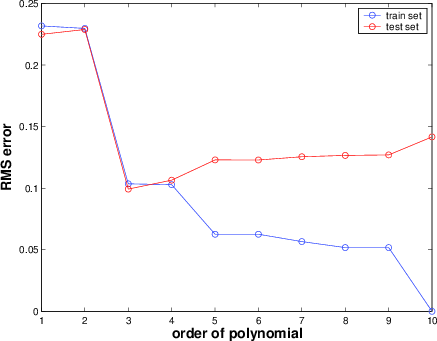 0.25
train set
test set
0.2
0.15
0.1
0.05
0
RMS error
1 2 3 4 5 6 7 8 9 10
order of polynomial